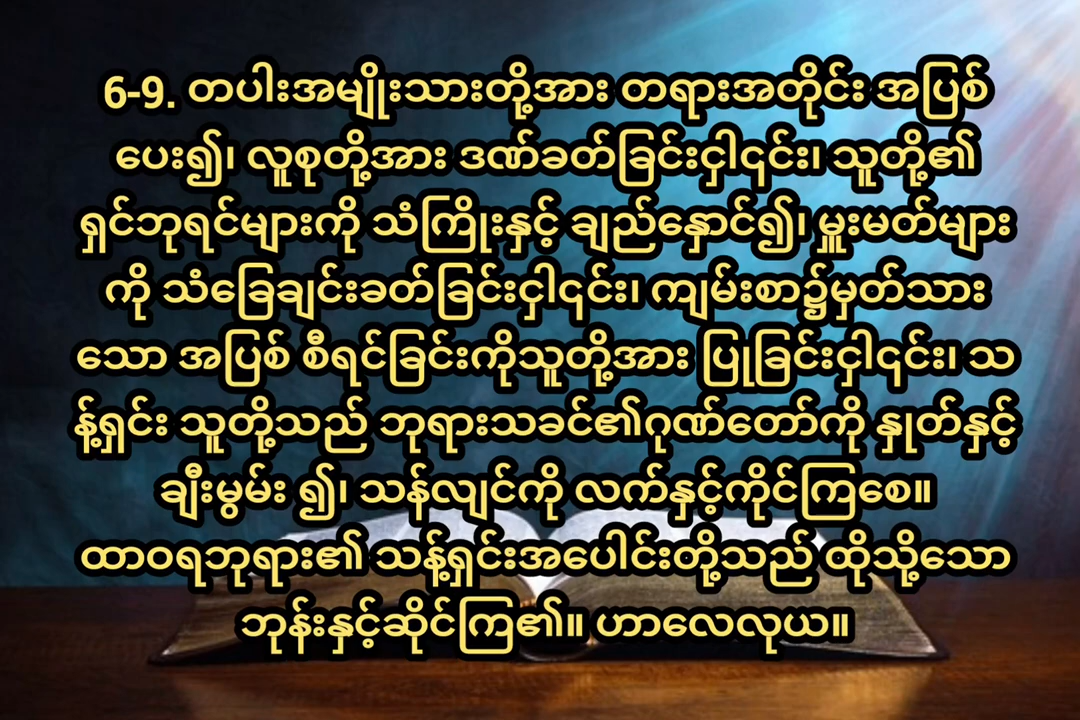 6-9. တပါးအမျိုးသားတို့အား တရားအတိုင်း အပြစ်
ပေး၍၊ လူစုတို့အား ဒဏ်ခတ်ခြင်းငှါ၎င်း၊ သူတို့၏
ရှင်ဘုရင်များကို သံကြိုးနှင့် ချည်နှောင်၍၊ မှူးမတ်များ
ကို သံခြေချင်းခတ်ခြင်းငှါ၎င်း၊ ကျမ်းစာ၌မှတ်သား
သော အပြစ် စီရင်ခြင်းကိုသူတို့အား ပြုခြင်းငှါ၎င်း၊ သ
န့်ရှင်း သူတို့သည် ဘုရားသခင်၏ဂုဏ်တော်ကို နှုတ်နှင့်
ချီးမွမ်း ၍၊ သန်လျင်ကို လက်နှင့်ကိုင်ကြစေ။
ထာဝရဘုရား၏ သန့်ရှင်းအပေါင်းတို့သည် ထိုသို့သော
ဘုန်းနှင့်ဆိုင်ကြ၏။ ဟာလေလုယ။